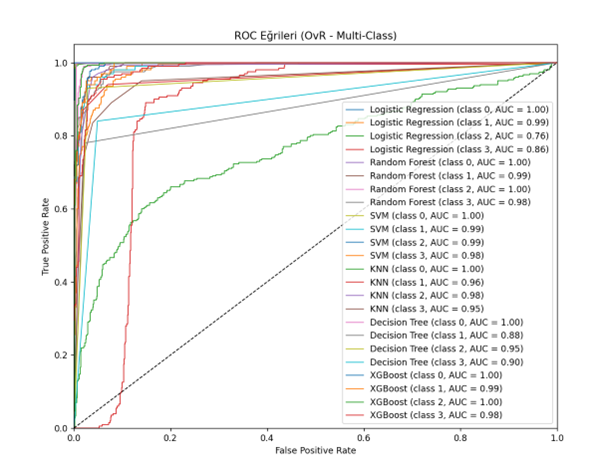 ROC Eğrileri (OvR - Multi-Class)
1.0
0.8
0.6
0.4
0.2
0.0
True Positive Rate
Logistic Regression (class 0, AUC = 1.00)
Logistic Regression (class 1, AUC = 0.99)
Logistic Regression (class 2, AUC = 0.76)
Logistic Regression (class 3, AUC = 0.86)
Random Forest (class 0, AUC = 1.00)
Random Forest (class 1, AUC = 0.99)
Random Forest (class 2, AUC = 1.00)
Random Forest (class 3, AUC = 0.98)
SVM (class 0, AUC = 1.00)
SVM (class 1, AUC = 0.99)
SVM (class 2, AUC = 0.99)
SVM (class 3, AUC = 0.98)
KNN (class 0, AUC = 1.00)
KNN (class 1, AUC = 0.96)
KNN (class 2, AUC = 0.98)
KNN (class 3, AUC = 0.95)
Decision Tree (class 0, AUC = 1.00)
Decision Tree (class 1, AUC = 0.88)
Decision Tree (class 2, AUC = 0.95)
Decision Tree (class 3, AUC = 0.90)
XGBoost (class 0, AUC = 1.00)
XGBoost (class 1, AUC = 0.99)
XGBoost (class 2, AUC = 1.00)
XGBoost (class 3, AUC = 0.98)
0.0 0.2 0.4 0.6 0.8 1.0
False Positive Rate